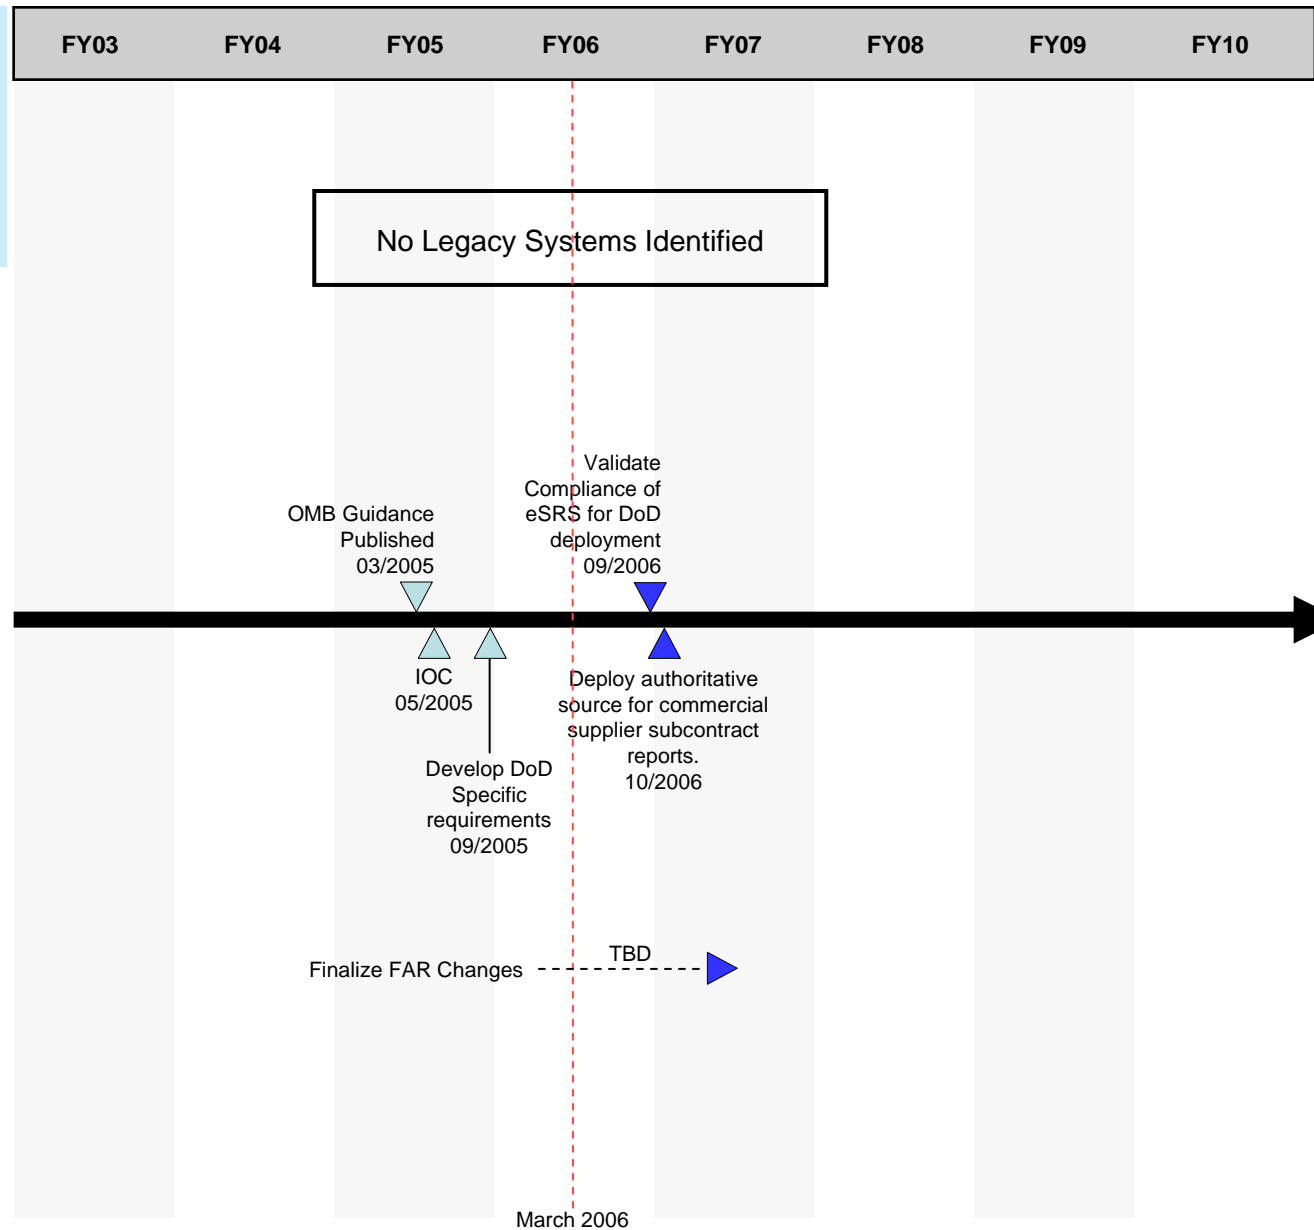 FY03 FY04 FY05 FY06 FY07 FY08 FY09 FY10
No Legacy Systems Identified
OMB Guidance
Published
03/2005
Validate
Compliance of
eSRS for DoD
deployment
09/2006
IOC
05/2005
Develop DoD
Specific
requirements
09/2005
Deploy authoritative
source for commercial
supplier subcontract
reports.
10/2006
Finalize FAR Changes
TBD
March 2006